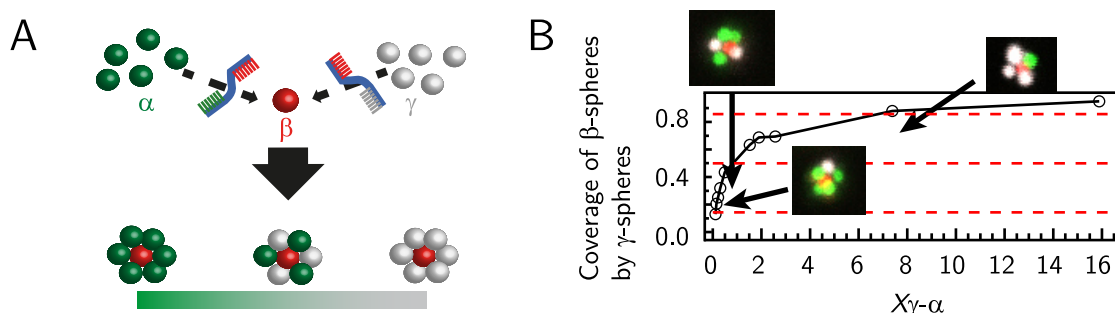 A
α
β
γ
B
Coverage of β-spheres
by γ-spheres
0.8
0.4
0.0
0 2 4 6 8 10 12 14 16
Xγ-α